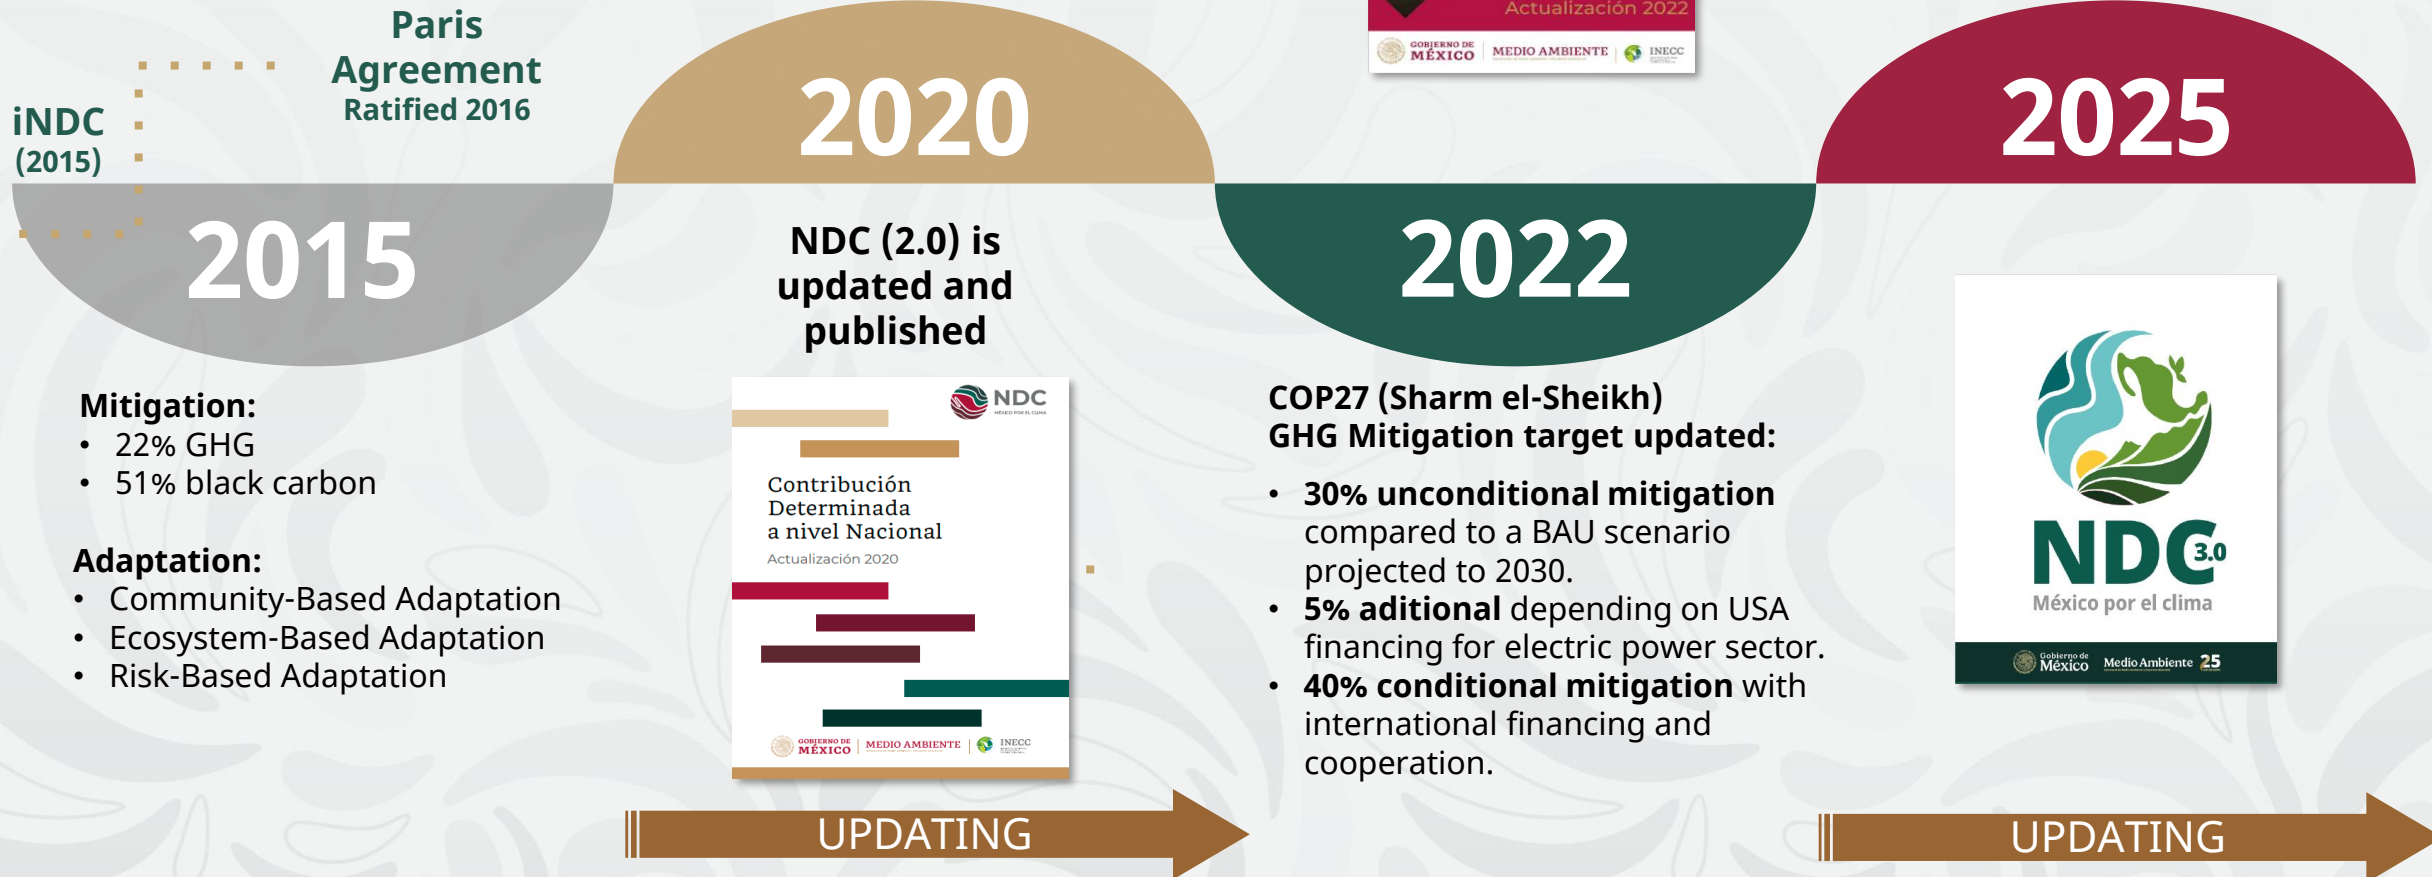 Paris
Agreement
Ratified 2016
iNDC
(2015)
2015
Mitigation:
• 22% GHG
• 51% black carbon
Adaptation:
• Community-Based Adaptation
• Ecosystem-Based Adaptation
• Risk-Based Adaptation
2020
NDC (2.0) is
updated and
published
NDC
MÉXICO POR EL CLIMA
Contribución
Determinada
a nivel Nacional
Actualización 2020
GOBIERNO DE
MÉXICO
MEDIO AMBIENTE
INECC
UPDATING
Actualización 2022
GOBIERNO DE
MÉXICO
MEDIO AMBIENTE
INECC
2022
COP27 (Sharm el-Sheikh)
GHG Mitigation target updated:
• 30% unconditional mitigation
compared to a BAU scenario
projected to 2030.
• 5% aditional depending on USA
financing for electric power sector.
• 40% conditional mitigation with
international financing and
cooperation.
2025
NDC 3.0
México por el clima
Gobierno de
México
Medio Ambiente
25
UPDATING